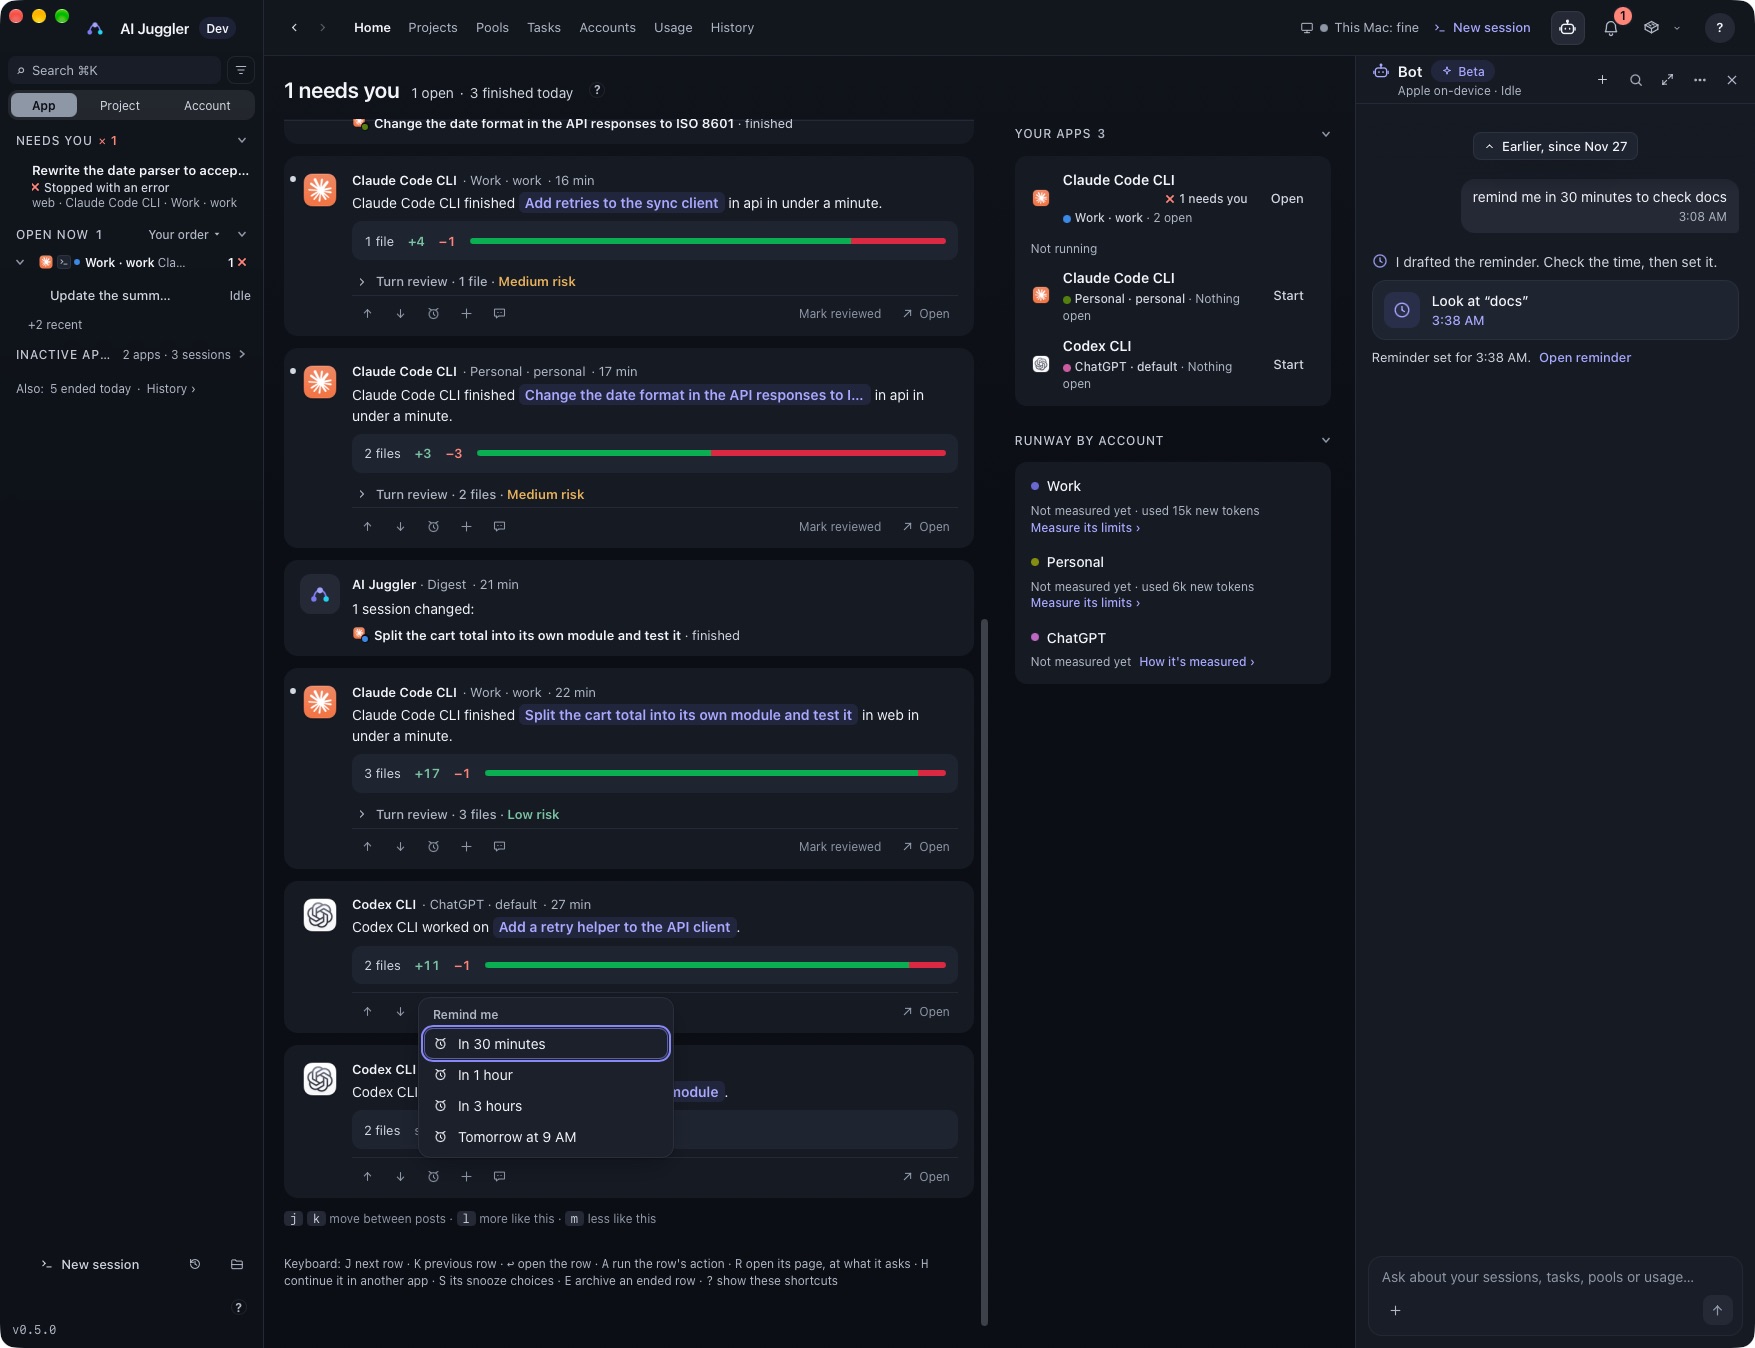 AI Juggler Dev
Search ⌘K
App Project Account
NEEDS YOU × 1
Rewrite the date parser to accep...
× Stopped with an error
web · Claude Code CLI · Work · work
OPEN NOW 1 Your order
Work · work Cla... 1 ×
Update the summ... Idle
+2 recent
INACTIVE AP... 2 apps · 3 sessions
Also: 5 ended today · History ›
New session
?
v0.5.0
Home Projects Pools Tasks Accounts Usage History
This Mac: fine New session 1 ?
1 needs you 1 open · 3 finished today ?
Change the date format in the API responses to ISO 8601 · finished
Claude Code CLI · Work · work · 16 min
Claude Code CLI finished Add retries to the sync client in api in under a minute.
1 file +4 −1
Turn review · 1 file · Medium risk
Mark reviewed Open
Claude Code CLI · Personal · personal · 17 min
Claude Code CLI finished Change the date format in the API responses to I... in api in
under a minute.
2 files +3 −3
Turn review · 2 files · Medium risk
Mark reviewed Open
AI Juggler · Digest · 21 min
1 session changed:
Split the cart total into its own module and test it · finished
Claude Code CLI · Work · work · 22 min
Claude Code CLI finished Split the cart total into its own module and test it in web in
under a minute.
3 files +17 −1
Turn review · 3 files · Low risk
Mark reviewed Open
Codex CLI · ChatGPT · default · 27 min
Codex CLI worked on Add a retry helper to the API client.
2 files +11 −1
Open
Remind me
In 30 minutes
In 1 hour
In 3 hours
Tomorrow at 9 AM
Codex CLI
Codex CLI module.
2 files
Open
j k move between posts · l more like this · m less like this
Keyboard: J next row · K previous row · ↩ open the row · A run the row's action · R open its page, at what it asks · H
continue it in another app · S its snooze choices · E archive an ended row · ? show these shortcuts
YOUR APPS 3
Claude Code CLI
× 1 needs you Open
Work · work · 2 open
Not running
Claude Code CLI
Personal · personal · Nothing
open
Start
Codex CLI
ChatGPT · default · Nothing
open
Start
RUNWAY BY ACCOUNT
Work
Not measured yet · used 15k new tokens
Measure its limits ›
Personal
Not measured yet · used 6k new tokens
Measure its limits ›
ChatGPT
Not measured yet How it's measured ›
Bot Beta
Apple on-device · Idle
Earlier, since Nov 27
remind me in 30 minutes to check docs
3:08 AM
I drafted the reminder. Check the time, then set it.
Look at “docs”
3:38 AM
Reminder set for 3:38 AM. Open reminder
Ask about your sessions, tasks, pools or usage...